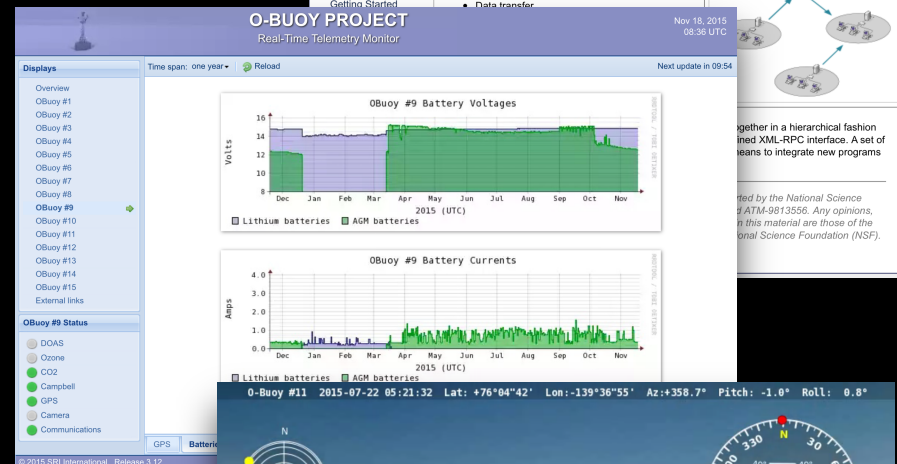 Getting Started
• Data transfer
O-BUOY PROJECT
Real-Time Telemetry Monitor
Nov 18, 2015
08:36 UTC
Displays
Time span: one year
Reload
Next update in 09:54
Overview
OBuoy #1
OBuoy #2
OBuoy #3
OBuoy #4
OBuoy #5
OBuoy #6
OBuoy #7
OBuoy #8
OBuoy #9
OBuoy #10
OBuoy #11
OBuoy #12
OBuoy #13
OBuoy #14
OBuoy #15
External links
OBuoy #9 Status
DOAS
Ozone
CO2
Campbell
GPS
Camera
Communications
OBuoy #9 Battery Voltages
Volts
16
14
12
10
8
Dec Jan Feb Mar Apr May Jun Jul Aug Sep Oct Nov
2015 (UTC)
Lithium batteries AGM batteries
RRDTOOL / TOBI OETIKER
OBuoy #9 Battery Currents
Amps
4.0
3.0
2.0
1.0
0.0
Dec Jan Feb Mar Apr May Jun Jul Aug Sep Oct Nov
2015 (UTC)
Lithium batteries AGM batteries
RRDTOOL / TOBI OETIKER
GPS
Batterie
© 2015 SRI International Release 3.12
ogether in a hierarchical fashion
ined XML-RPC interface. A set of
eans to integrate new programs
rted by the National Science
d ATM-9813556. Any opinions,
n this material are those of the
onal Science Foundation (NSF).
O-Buoy #11 2015-07-22 05:21:32 Lat: +76°04"42' Lon:-139°36"55' Az:+358.7° Pitch: -1.0° Roll: 0.8°
N
330
N
30